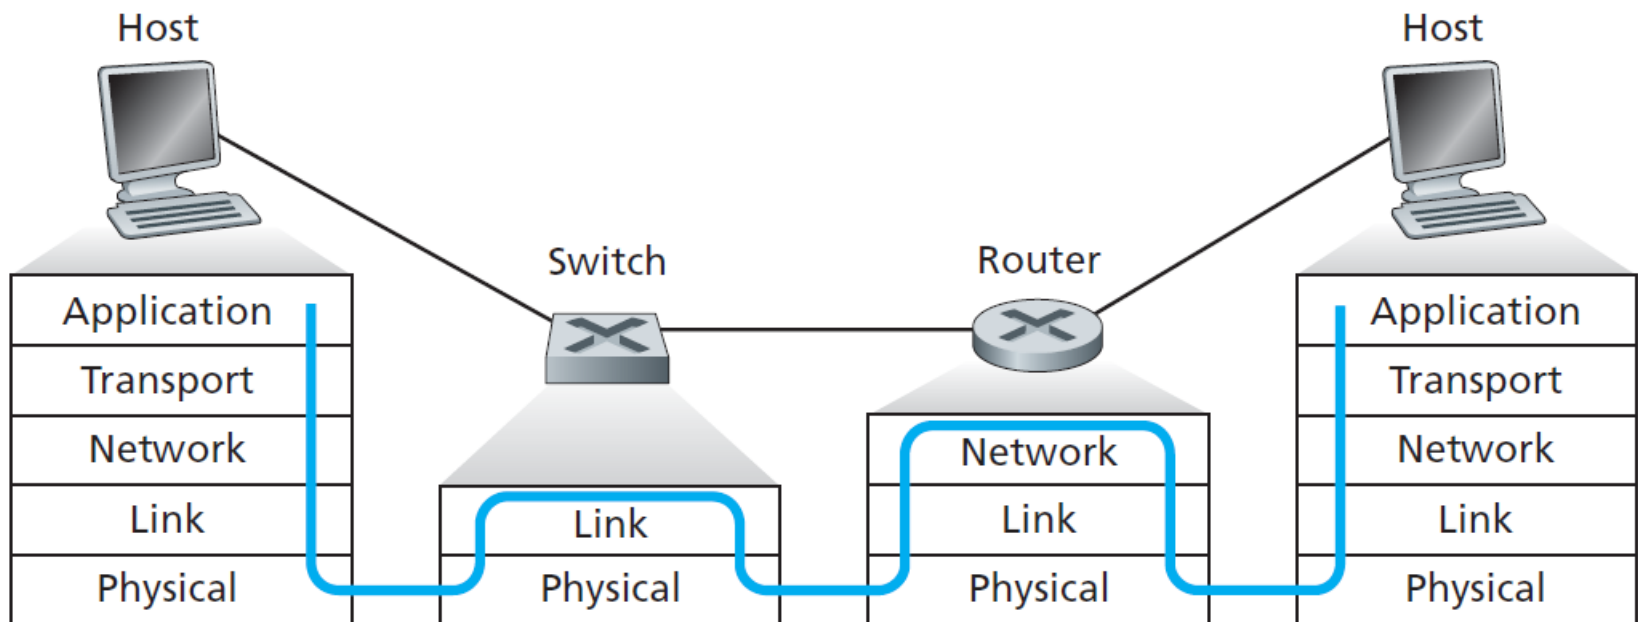 Host
Host
Switch
Router
Application
Transport
Network
Link
Physical
Link
Physical
Network
Link
Physical
Application
Transport
Network
Link
Physical